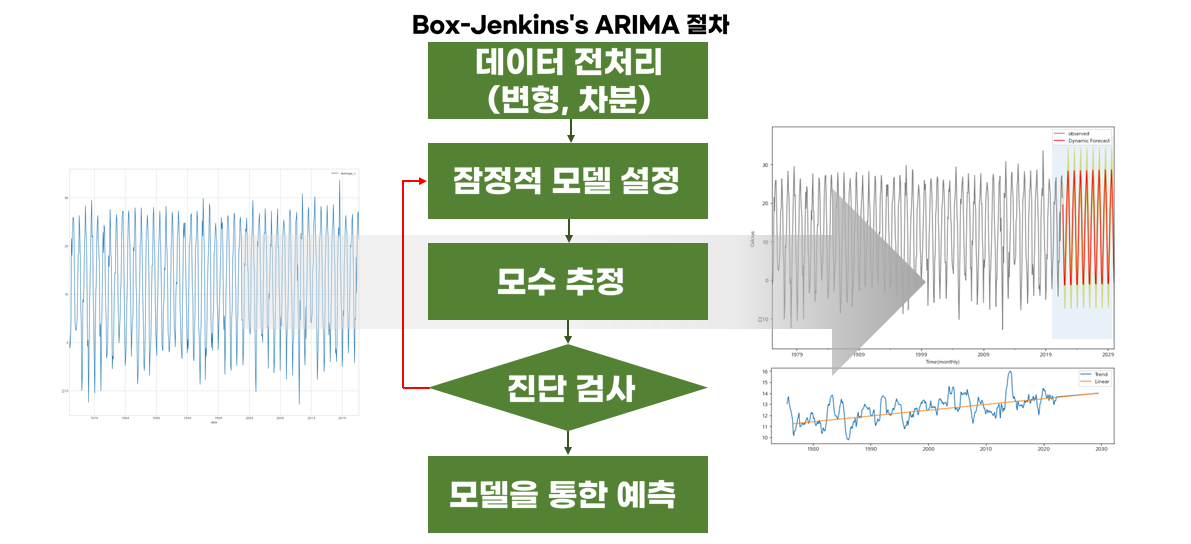 Box-Jenkins's ARIMA 절차
데이터 전처리
(변형, 차분)
잠정적 모델 설정
모수 추정
진단 검사
모델을 통한 예측
observed
Dynamic Forecast
30
20
10
0
Celcius
1979
1989
1999
2009
2019
2029
Time(monthly)
Trend
Linear
16
15
14
13
12
11
10
1980
1990
2000
2010
2020
2030